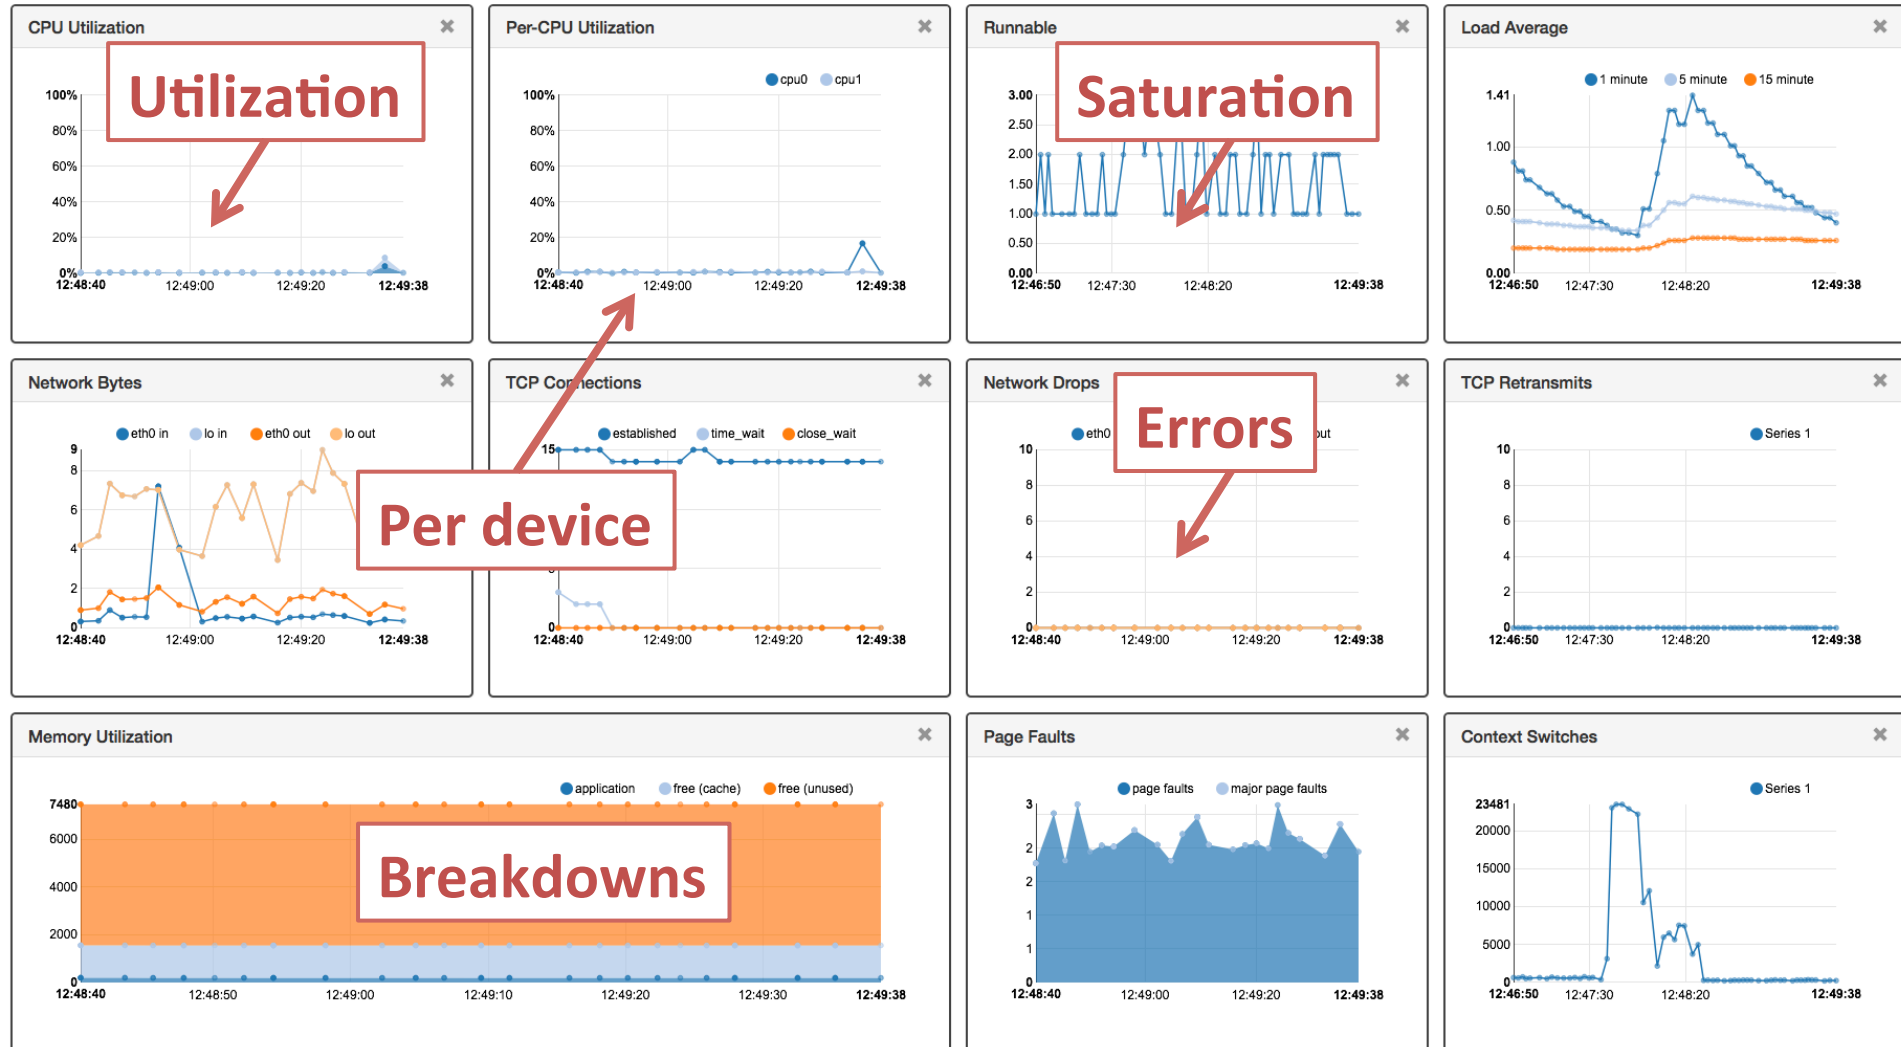 CPU Utilization ✖
Utilization
100%
80%
60%
40%
20%
0%
12:48:40 12:49:00 12:49:20 12:49:38
Per-CPU Utilization ✖
cpu0 cpu1
100%
80%
60%
40%
20%
0%
12:48:40 12:49:00 12:49:20 12:49:38
Runnable ✖
Saturation
3.00
2.50
2.00
1.50
1.00
0.50
0.00
12:46:50 12:47:30 12:48:20 12:49:38
Load Average ✖
1 minute 5 minute 15 minute
1.41
1.00
0.50
0.00
12:46:50 12:47:30 12:48:20 12:49:38
Network Bytes ✖
eth0 in lo in eth0 out lo out
9
8
6
4
2
0
12:48:40 12:49:00 12:49:20 12:49:38
TCP Connections ✖
established time_wait close_wait
15
Per device
0
12:48:40 12:49:00 12:49:20 12:49:38
Network Drops ✖
Errors
eth0 out
10
8
6
4
2
0
12:48:40 12:49:00 12:49:20 12:49:38
TCP Retransmits ✖
Series 1
10
8
6
4
2
0
12:46:50 12:47:30 12:48:20 12:49:38
Memory Utilization ✖
application free (cache) free (unused)
7480
6000
Breakdowns
4000
2000
0
12:48:40 12:48:50 12:49:00 12:49:10 12:49:20 12:49:30 12:49:38
Page Faults ✖
page faults major page faults
3
2
2
1
1
0
12:48:40 12:49:00 12:49:20 12:49:38
Context Switches ✖
Series 1
23481
20000
15000
10000
5000
0
12:46:50 12:47:30 12:48:20 12:49:38